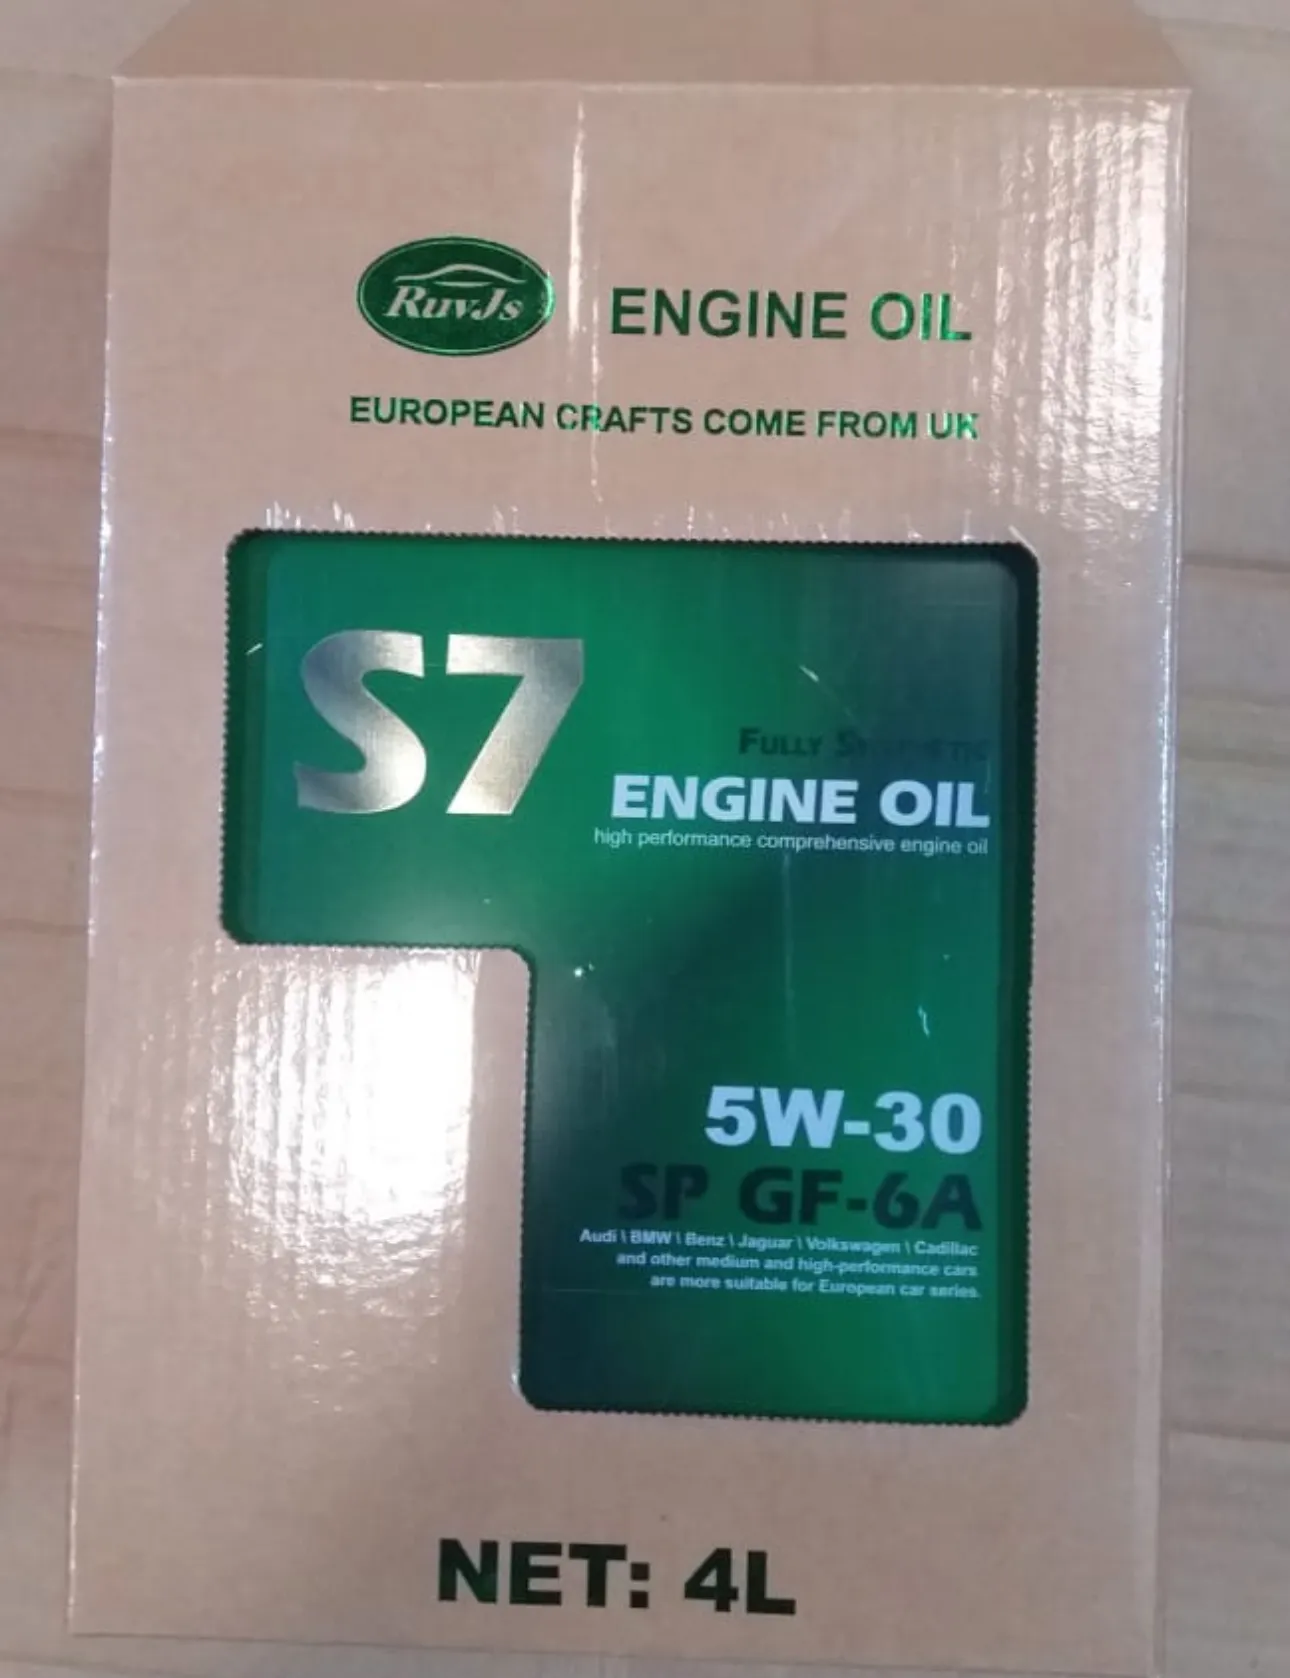 RuvJs
ENGINE OIL
EUROPEAN CRAFTS COME FROM UK
S7
FULLY SYNTHETIC
ENGINE OIL
high performance comprehensive engine oil
5W-30
SP GF-6A
Audi \ BMW \ Benz \ Jaguar \ Volkswagen \ Cadillac
and other medium and high-performance cars
are more suitable for European car series.
NET: 4L